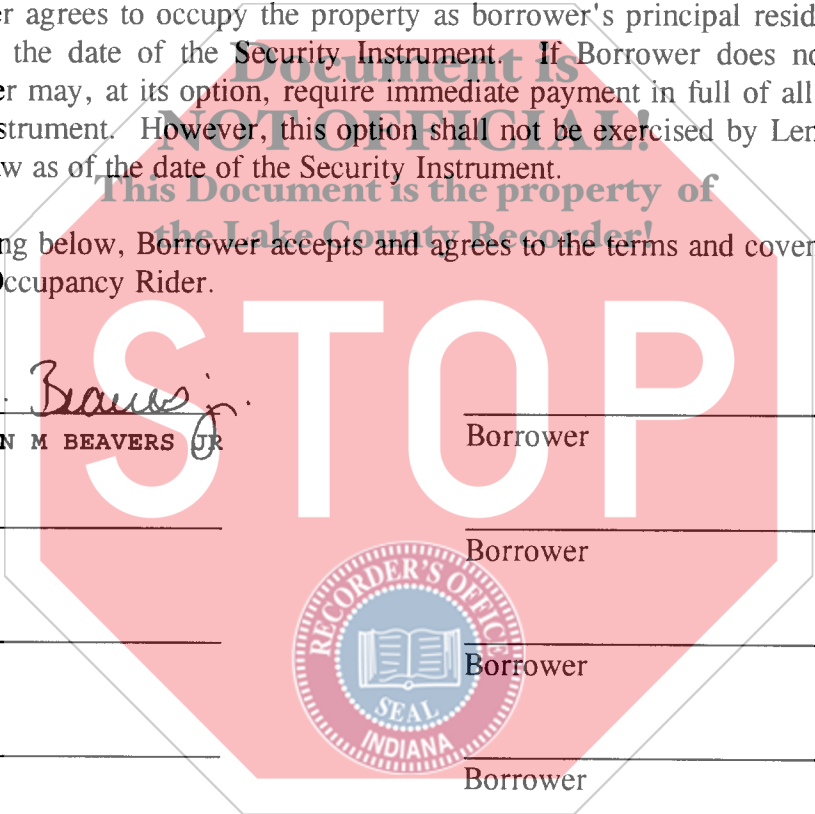 er agrees to occupy the property as borrower's principal resid
the date of the Security Instrument. If Borrower does no
Document is
er may, at its option, require immediate payment in full of all
NOT OFFICIAL!
strument. However, this option shall not be exercised by Len
w as of the date of the Security Instrument.
This Document is the property of
the Lake County Recorder!
ng below, Borrower accepts and agrees to the terms and cover
Occupancy Rider.
STOP
Beavers Jr.
N M BEAVERS JR
Borrower
Borrower
Borrower
Borrower
RECORDER'S OFFICE
SEAL
INDIANA